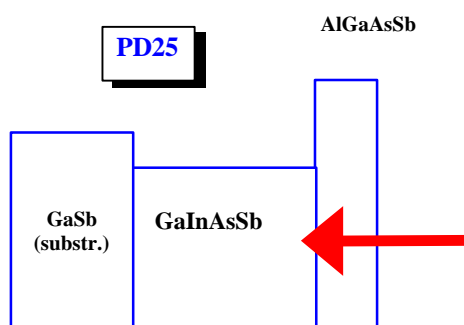 AlGaAsSb
PD25
GaSb
(substr.)
GaInAsSb